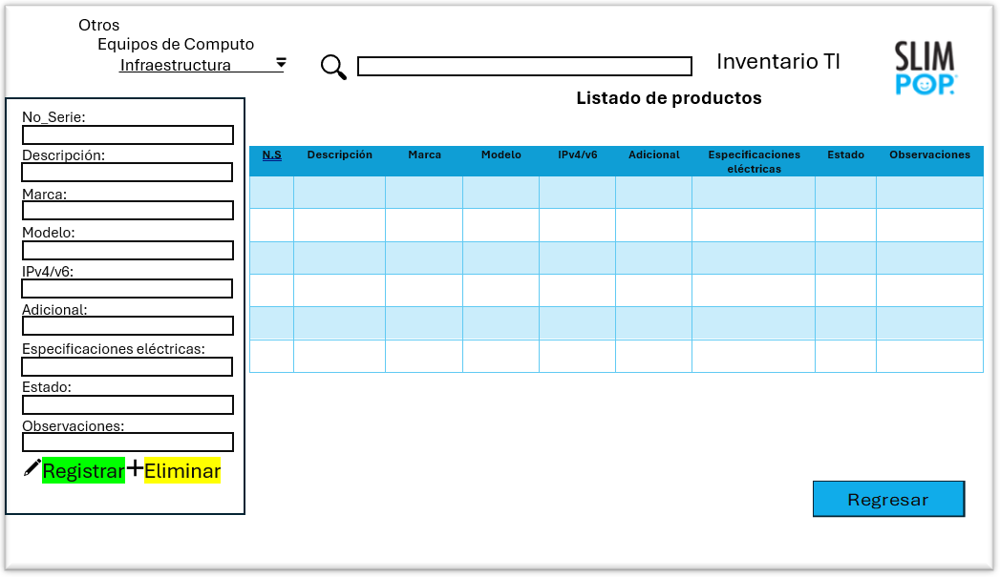 Otros
Equipos de Computo
Infraestructura
Inventario TI
SLIM
POP.
Listado de productos
No_Serie:
Descripción:
Marca:
Modelo:
IPv4/v6:
Adicional:
Especificaciones eléctricas:
Estado:
Observaciones:
Registrar Eliminar
N.S Descripción Marca Modelo IPv4/v6 Adicional Especificaciones eléctricas Estado Observaciones
Regresar